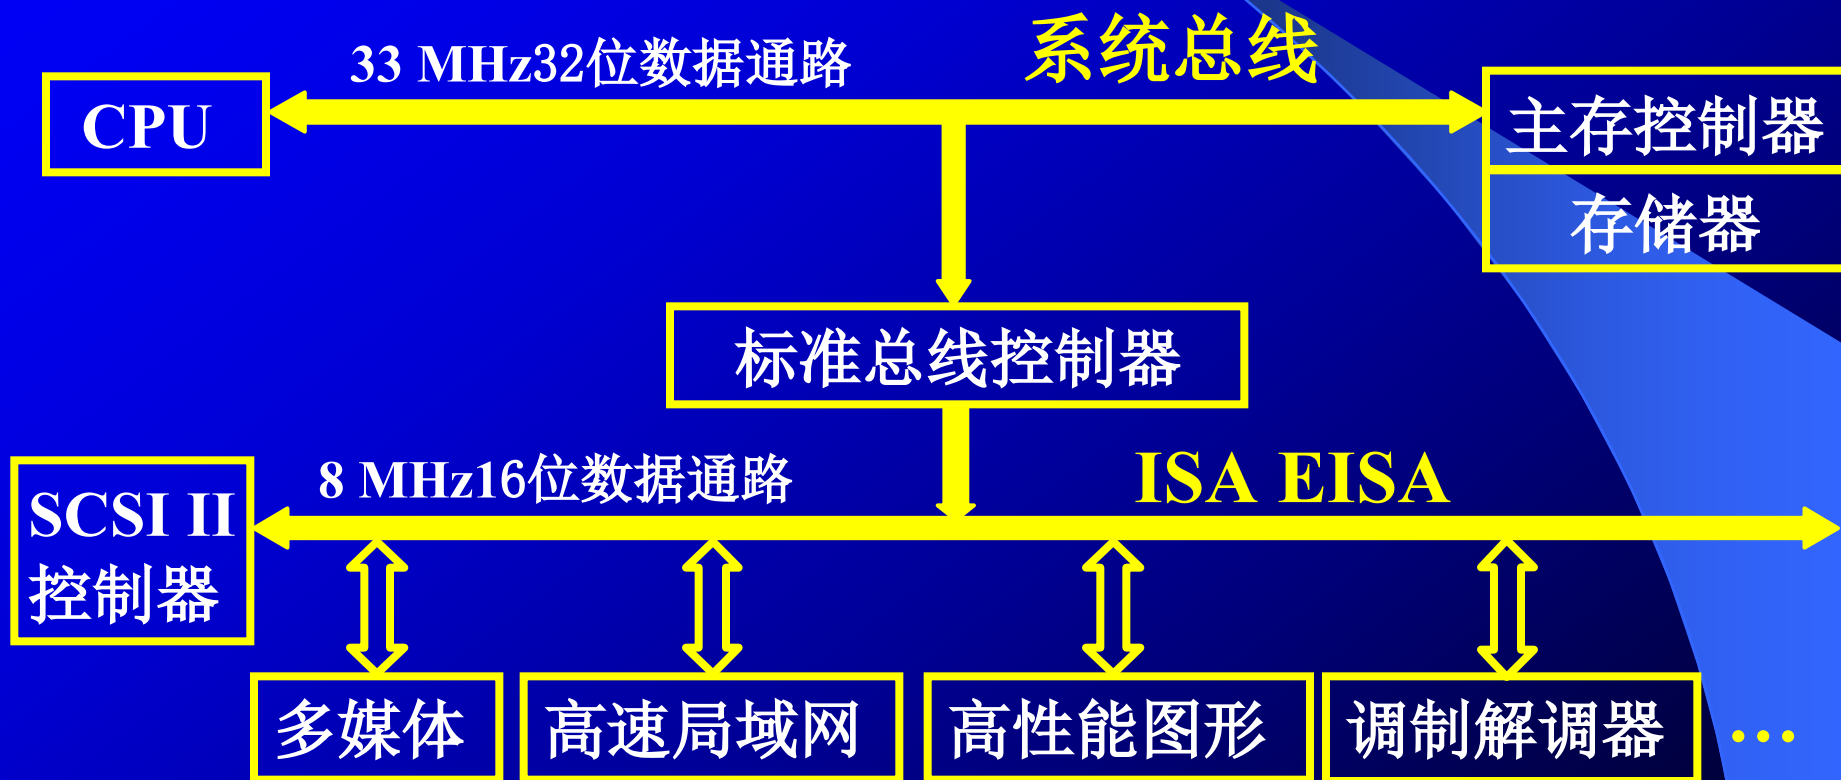 系统总线
33 MHz32位数据通路
CPU
主存控制器
存储器
标准总线控制器
8 MHz16位数据通路
ISA EISA
SCSI II
控制器
多媒体
高速局域网
高性能图形
调制解调器
…